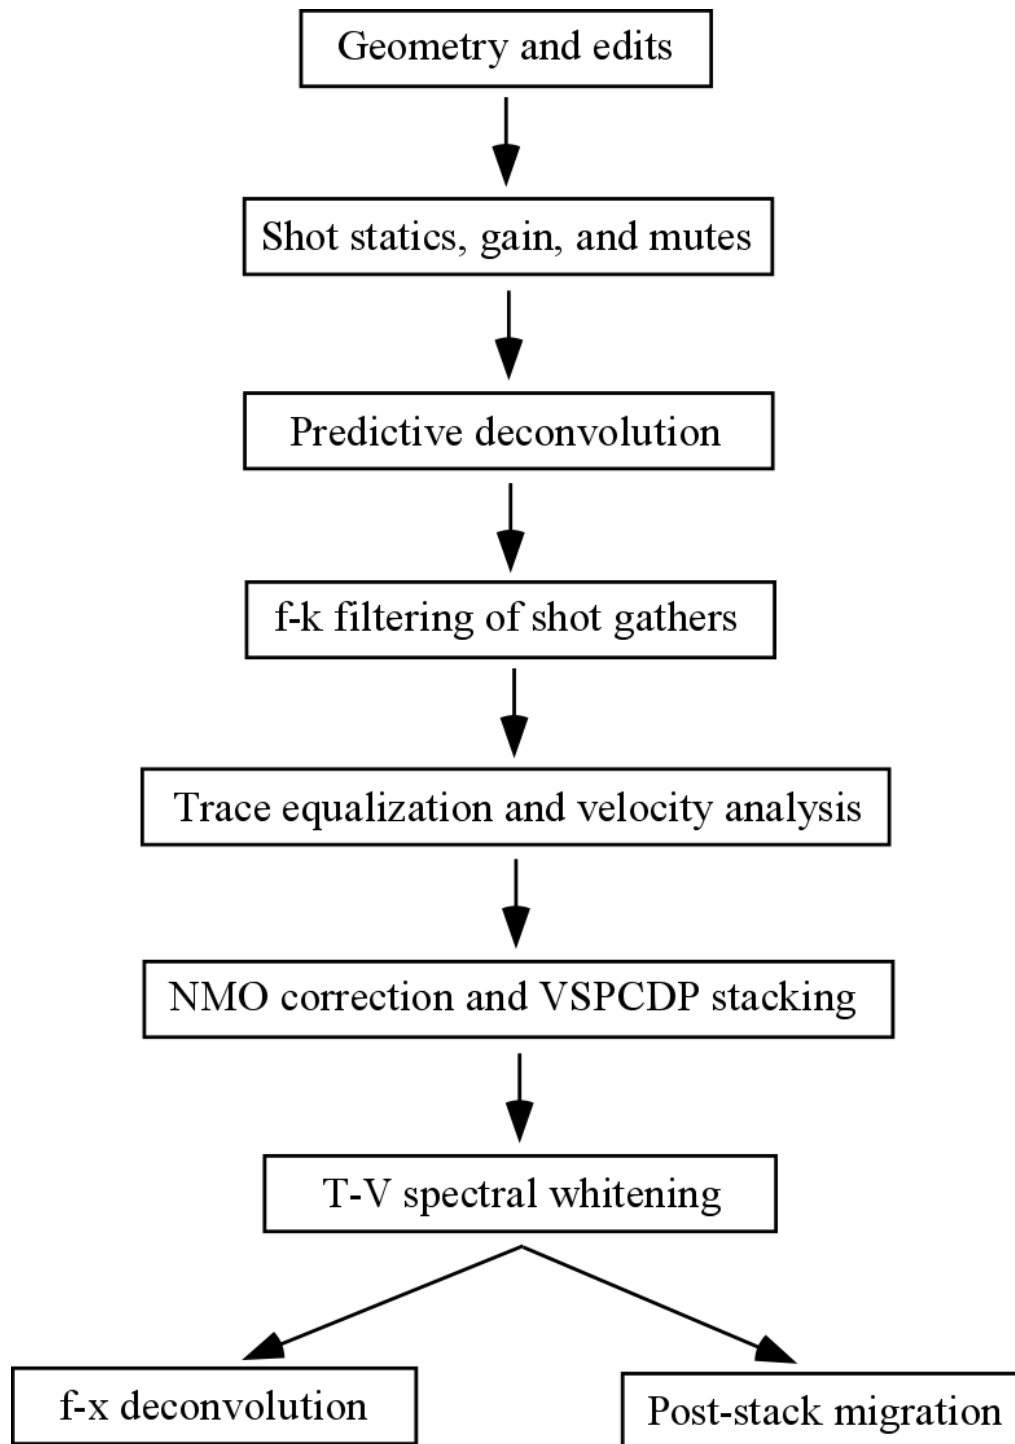 Geometry and edits
Shot statics, gain, and mutes
Predictive deconvolution
f-k filtering of shot gathers
Trace equalization and velocity analysis
NMO correction and VSPCDP stacking
T-V spectral whitening
f-x deconvolution
Post-stack migration